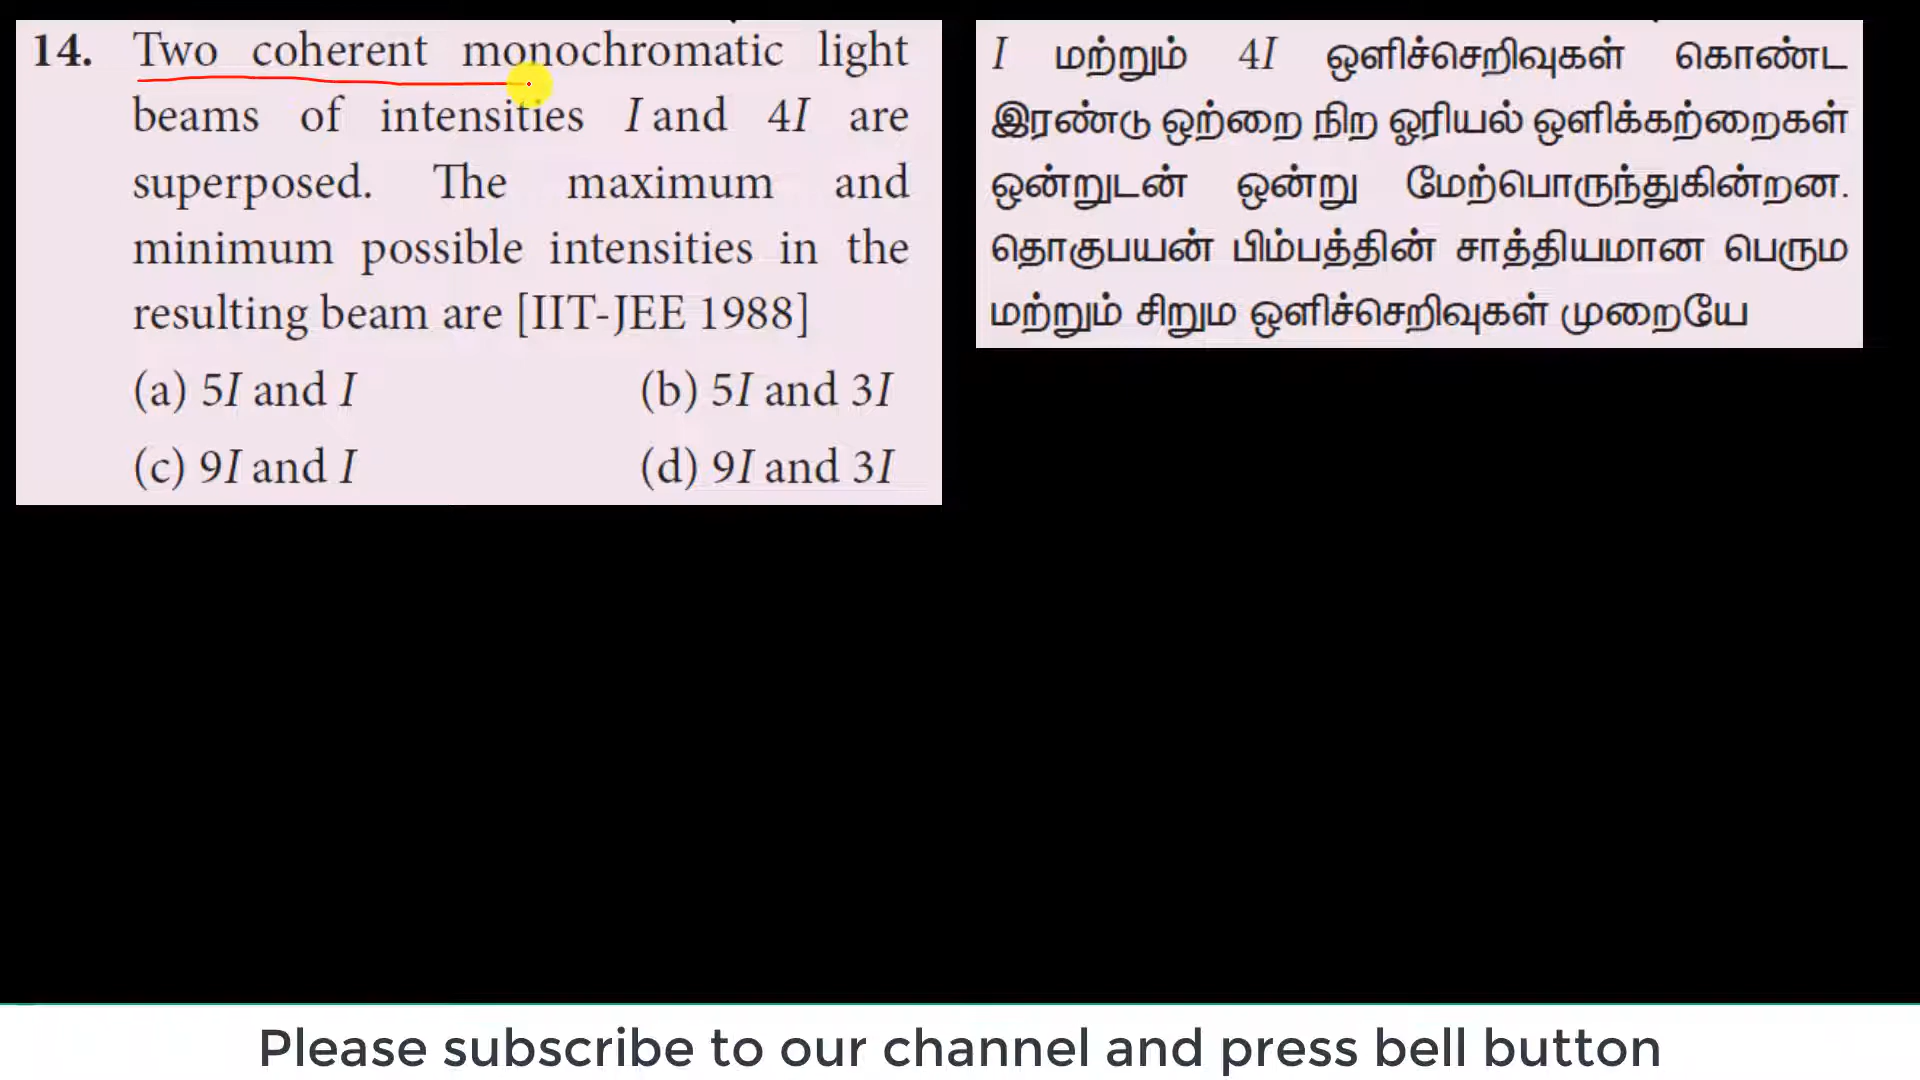 14. Two coherent monochromatic light
beams of intensities I and 4I are
superposed. The maximum and
minimum possible intensities in the
resulting beam are [IIT-JEE 1988]
(a) 5I and I (b) 5I and 3I
(c) 9I and I (d) 9I and 3I
I மற்றும் 4I ஒளிச்செறிவுகள் கொண்ட
இரண்டு ஒற்றை நிற ஓரியல் ஒளிக்கற்றைகள்
ஒன்றுடன் ஒன்று மேற்பொருந்துகின்றன.
தொகுபயன் பிம்பத்தின் சாத்தியமான பெரும
மற்றும் சிறும ஒளிச்செறிவுகள் முறையே
Please subscribe to our channel and press bell button